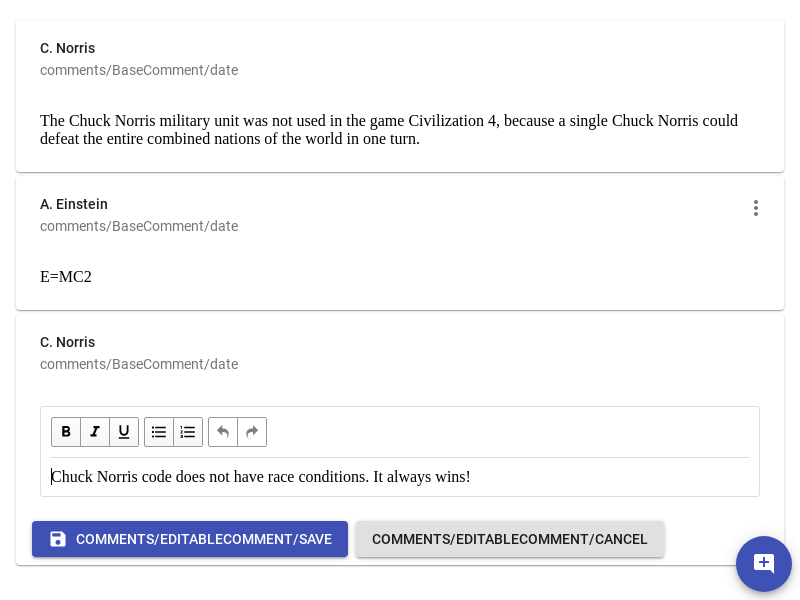 C. Norris
comments/BaseComment/date
The Chuck Norris military unit was not used in the game Civilization 4, because a single Chuck Norris could
defeat the entire combined nations of the world in one turn.
A. Einstein
comments/BaseComment/date
E=MC2
C. Norris
comments/BaseComment/date
B I U
Chuck Norris code does not have race conditions. It always wins!
COMMENTS/EDITABLECOMMENT/SAVE COMMENTS/EDITABLECOMMENT/CANCEL